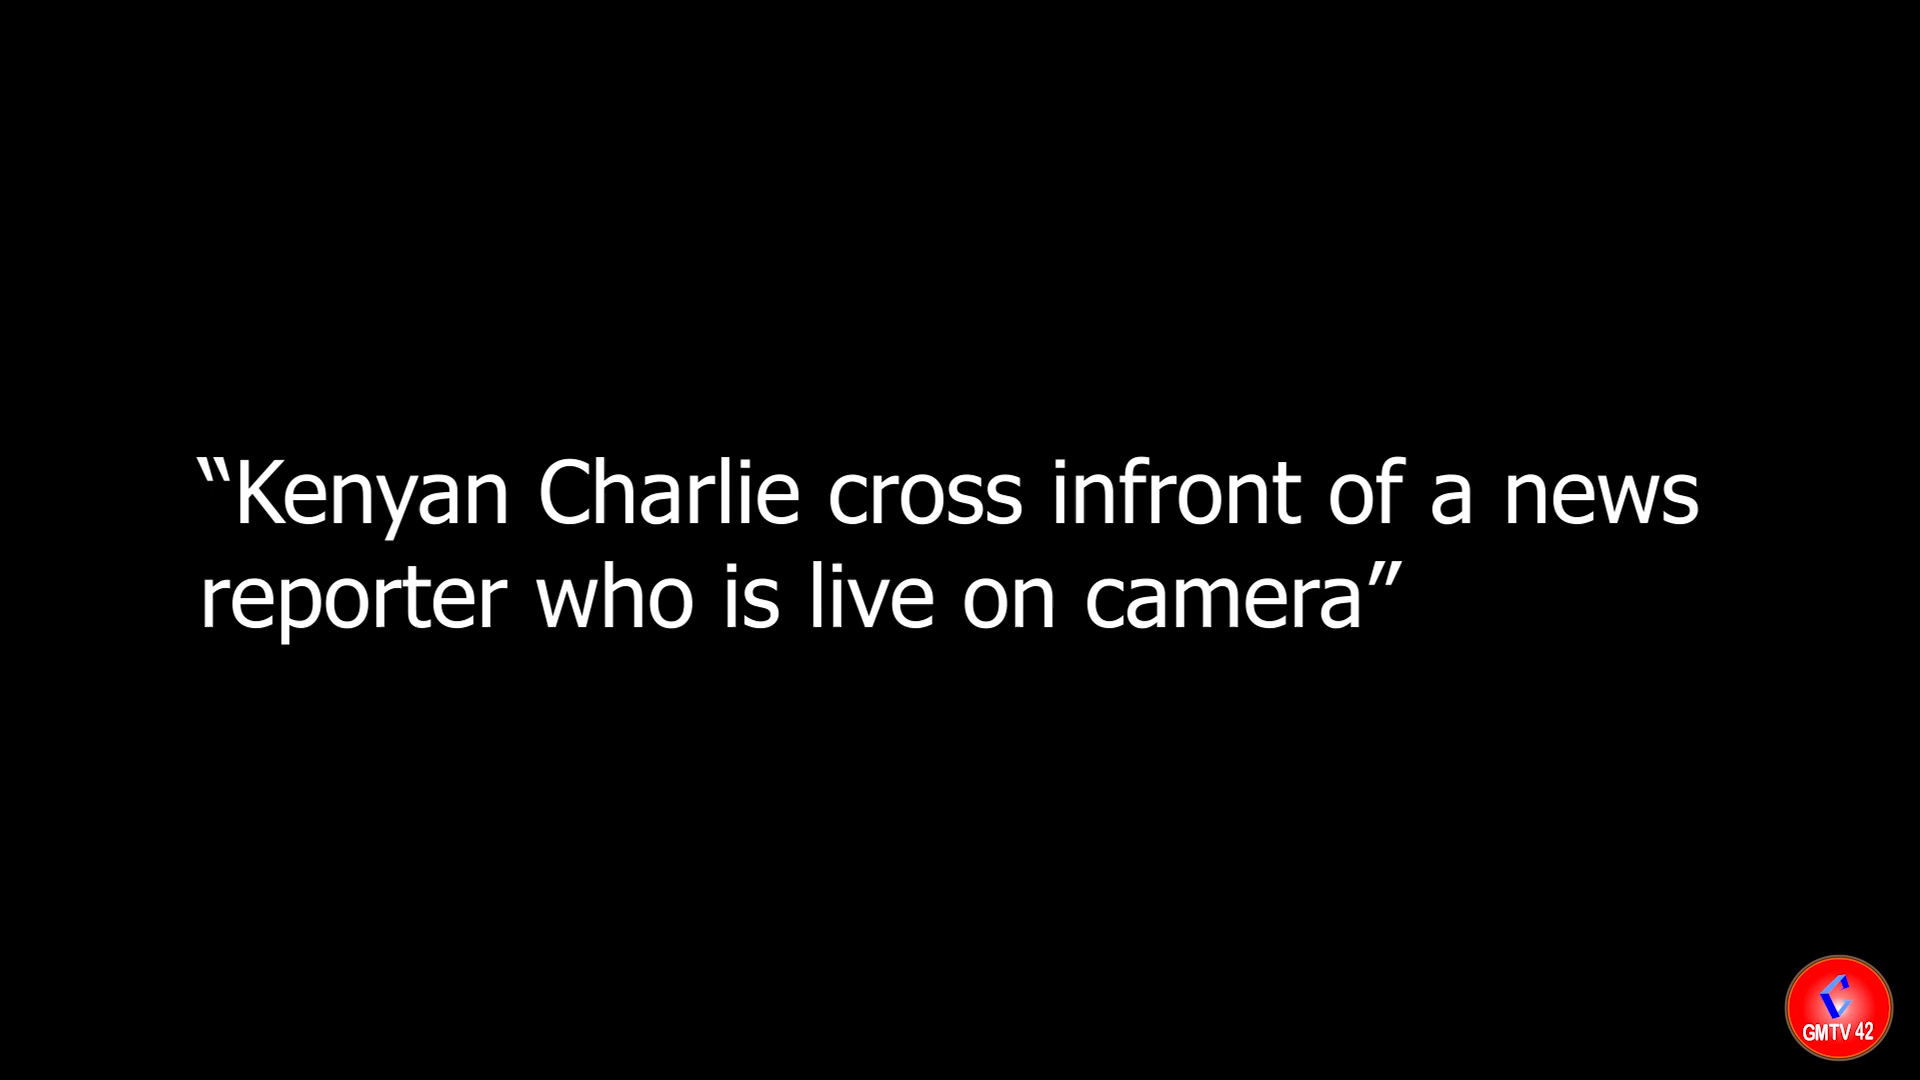 “Kenyan Charlie cross infront of a news
reporter who is live on camera”
GMTV 42